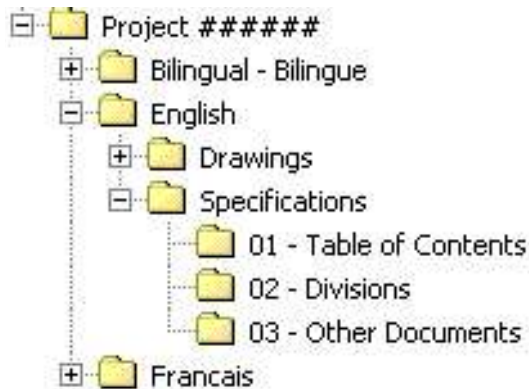 Project ######
Bilingual - Bilingue
English
Drawings
Specifications
01 - Table of Contents
02 - Divisions
03 - Other Documents
Francais